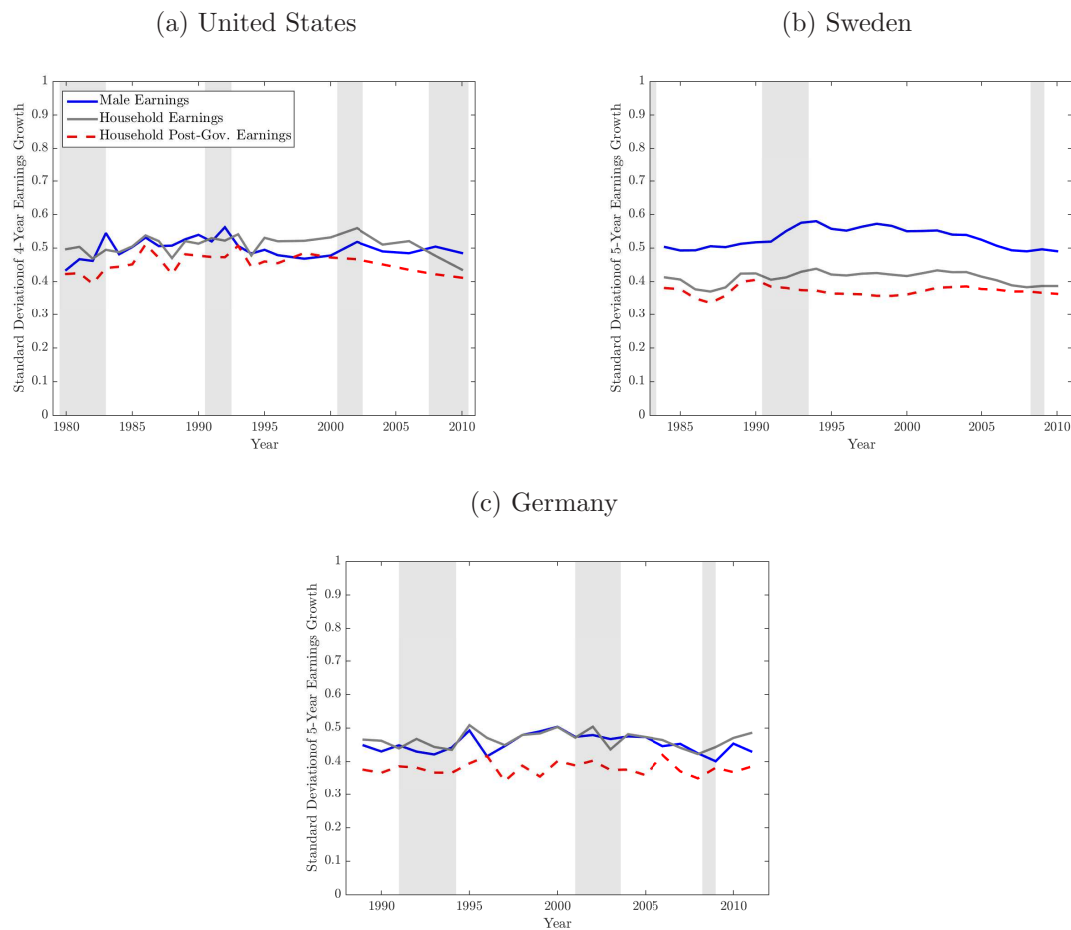 (a) United States
Standard Deviationof 4-Year Earnings Growth
1
0.9
0.8
0.7
0.6
0.5
0.4
0.3
0.2
0.1
0
Male Earnings
Household Earnings
Household Post-Gov. Earnings
1980 1985 1990 1995 2000 2005 2010
Year
(b) Sweden
Standard Deviationof 5-Year Earnings Growth
1
0.9
0.8
0.7
0.6
0.5
0.4
0.3
0.2
0.1
0
1985 1990 1995 2000 2005 2010
Year
(c) Germany
Standard Deviationof 5-Year Earnings Growth
1
0.9
0.8
0.7
0.6
0.5
0.4
0.3
0.2
0.1
0
1990 1995 2000 2005 2010
Year